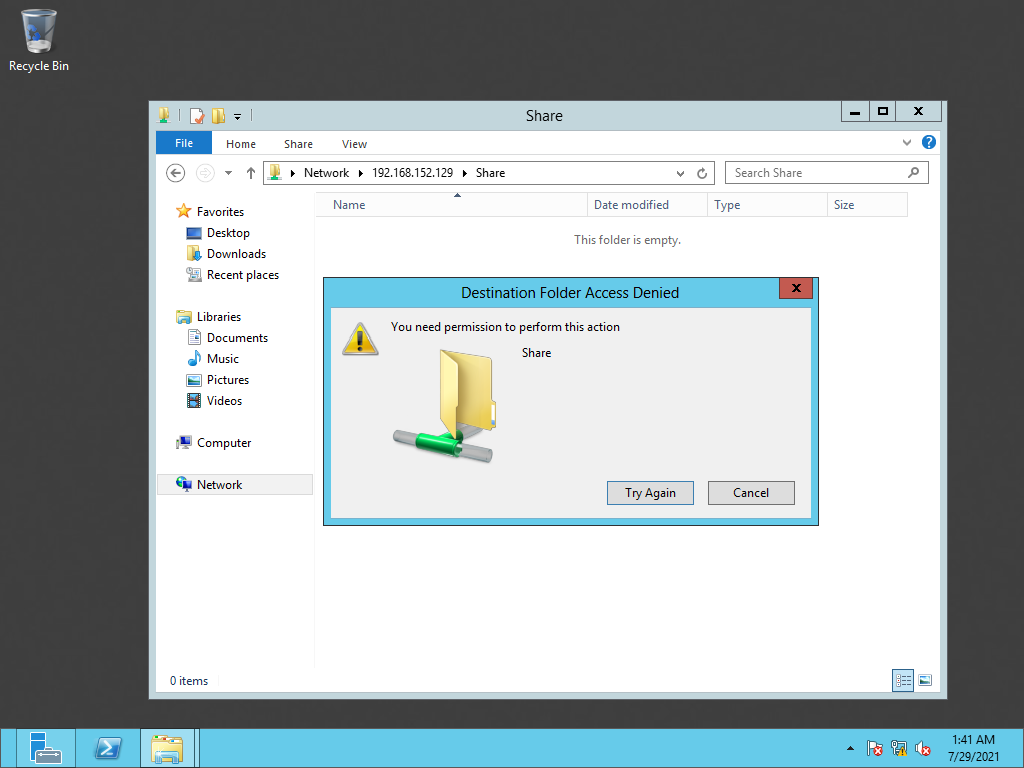 Recycle Bin
Share
File
Home
Share
View
Network
192.168.152.129
Share
Search Share
Favorites
Desktop
Downloads
Recent places
Libraries
Documents
Music
Pictures
Videos
Computer
Network
Name
Date modified
Type
Size
This folder is empty.
Destination Folder Access Denied
You need permission to perform this action
Share
Try Again
Cancel
0 items
1:41 AM
7/29/2021